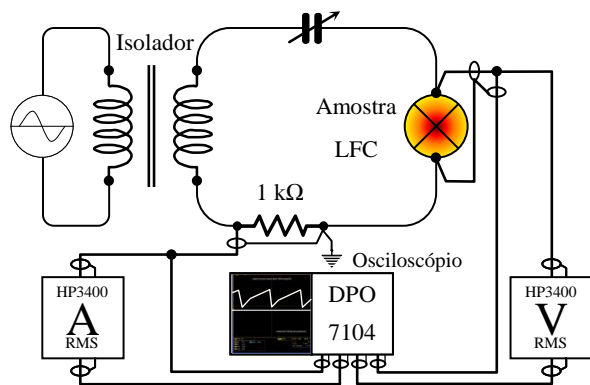 Isolador
Amostra
LFC
1 kΩ
Osciloscópio
HP3400
A
RMS
DPO
7104
HP3400
V
RMS